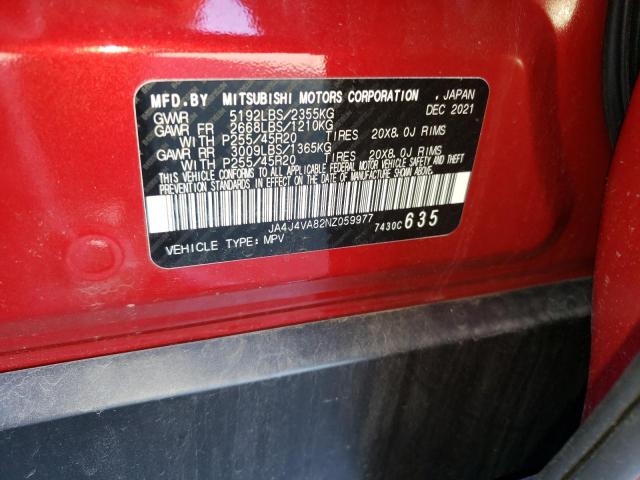 MFD.BY MITSUBISHI MOTORS CORPORATION , JAPAN
GVWR 5192LBS/2355KG DEC 2021
GAWR FR 2668LBS/1210KG
WITH P255/45R20 TIRES 20X8.0J RIMS
GAWR RR 3009LBS/1365KG
WITH P255/45R20 TIRES 20X8.0J RIMS
THIS VEHICLE CONFORMS TO ALL APPLICABLE
FEDERAL MOTOR VEHICLE SAFETY AND THEFT
PREVENTION STANDARDS IN EFFECT ON THE DATE OF MANUFACTURE SHOWN ABOVE.
JA4J4VA82NZ059977 7430C635
VEHICLE TYPE: MPV